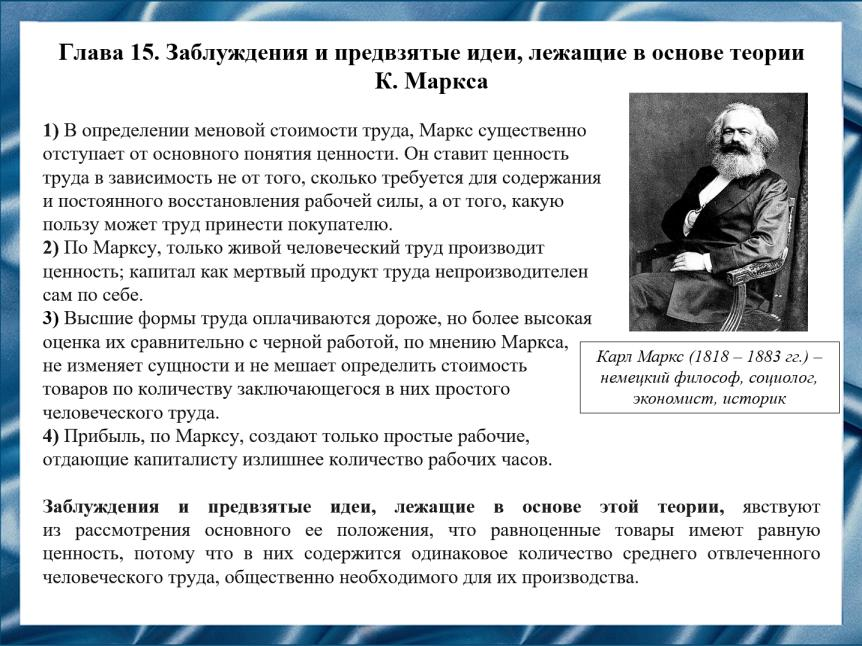 Глава 15. Заблуждения и предвзятые идеи, лежащие в основе теории
К. Маркса
1) В определении меновой стоимости труда, Маркс существенно
отступает от основного понятия ценности. Он ставит ценность
труда в зависимость не от того, сколько требуется для содержания
и постоянного восстановления рабочей силы, а от того, какую
пользу может труд принести покупателю.
2) По Марксу, только живой человеческий труд производит
ценность; капитал как мертвый продукт труда непроизводителен
сам по себе.
3) Высшие формы труда оплачиваются дороже, но более высокая
оценка их сравнительно с черной работой, по мнению Маркса,
не изменяет сущности и не мешает определить стоимость
товаров по количеству заключающегося в них простого
человеческого труда.
4) Прибыль, по Марксу, создают только простые рабочие,
отдающие капиталисту излишнее количество рабочих часов.
Карл Маркс (1818 – 1883 гг.) –
немецкий философ, социолог,
экономист, историк
Заблуждения и предвзятые идеи, лежащие в основе этой теории, явствуют
из рассмотрения основного ее положения, что равноценные товары имеют равную
ценность, потому что в них содержится одинаковое количество среднего отвлеченного
человеческого труда, общественно необходимого для их производства.